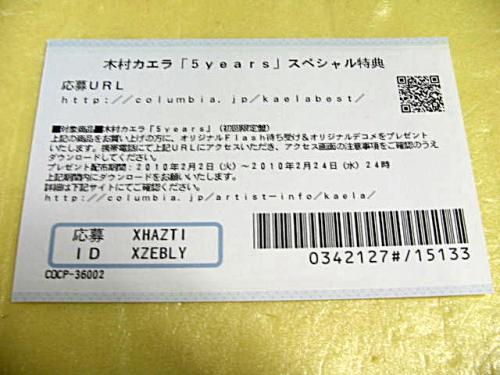 木村カエラ「5years」スペシャル特典
応募URL
http://columbia.jp/kaelabest/
■対象商品■木村カエラ「5years」（初回限定盤）
上記の商品をお買い上げの方に、オリジナルFlash待ち受け＆オリジナルデコメをプレゼント
いたします。携帯電話にて上記URLにアクセスいただき、アクセス画面の注意事項をご確認のうえ
ダウンロードしてください。
プレゼント配布期間：2010年2月2日（火）～2010年2月24日（水）24時
上記期間内にダウンロードをお願いいたします。
詳細は下記サイトにてご確認ください。
http://columbia.jp/artist-info/kaela/
応募 XHAZTI
ID XZEBLY
COCP-36002
0342127#/15133